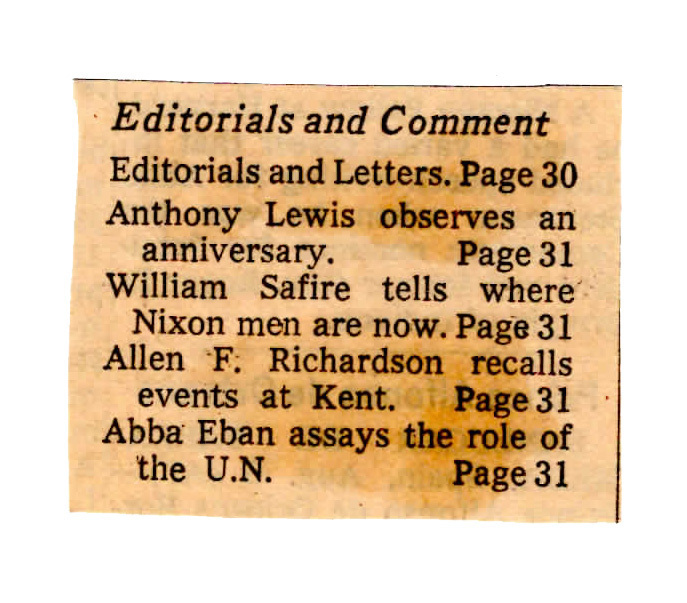 Editorials and Comment
Editorials and Letters. Page 30
Anthony Lewis observes an
anniversary. Page 31
William Safire tells where
Nixon men are now. Page 31
Allen F. Richardson recalls
events at Kent. Page 31
Abba Eban assays the role of
the U.N. Page 31